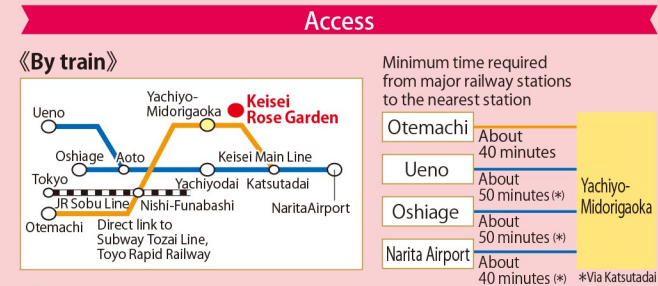 Access
《By train》
Ueno
Yachiyo-
Midorigaoka
Keisei
Rose Garden
Oshiage
Aoto
Keisei Main Line
Tokyo
Yachiyodai
Katsutadai
JR Sobu Line
Nishi-Funabashi
NaritaAirport
Otemachi
Direct link to
Subway Tozai Line,
Toyo Rapid Railway
Minimum time required
from major railway stations
to the nearest station
Otemachi
About
40 minutes
Ueno
About
50 minutes (*)
Oshiage
About
50 minutes (*)
Narita Airport
About
40 minutes (*)
Yachiyo-
Midorigaoka
*Via Katsutadai